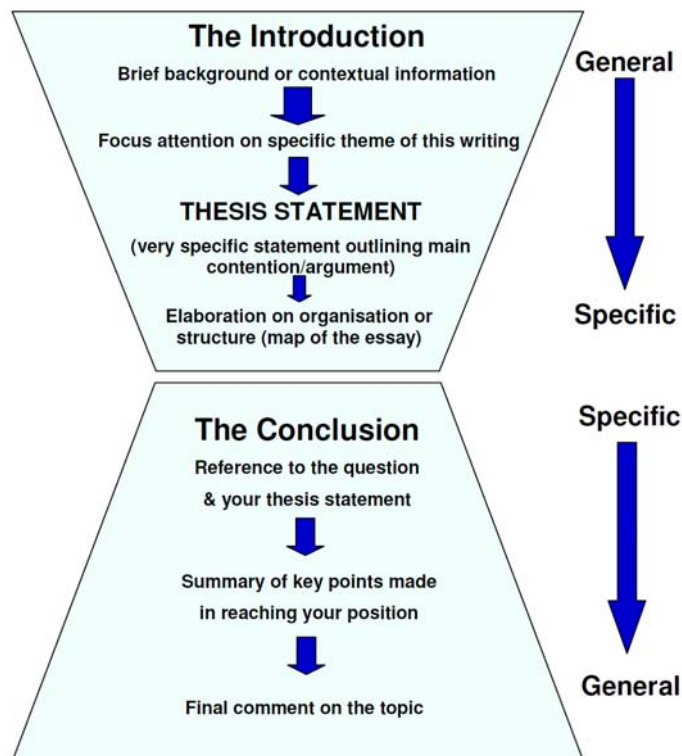 The Introduction
Brief background or contextual information
Focus attention on specific theme of this writing
THESIS STATEMENT
(very specific statement outlining main
contention/argument)
Elaboration on organisation or
structure (map of the essay)
General
Specific
The Conclusion
Reference to the question
& your thesis statement
Summary of key points made
in reaching your position
Final comment on the topic
Specific
General